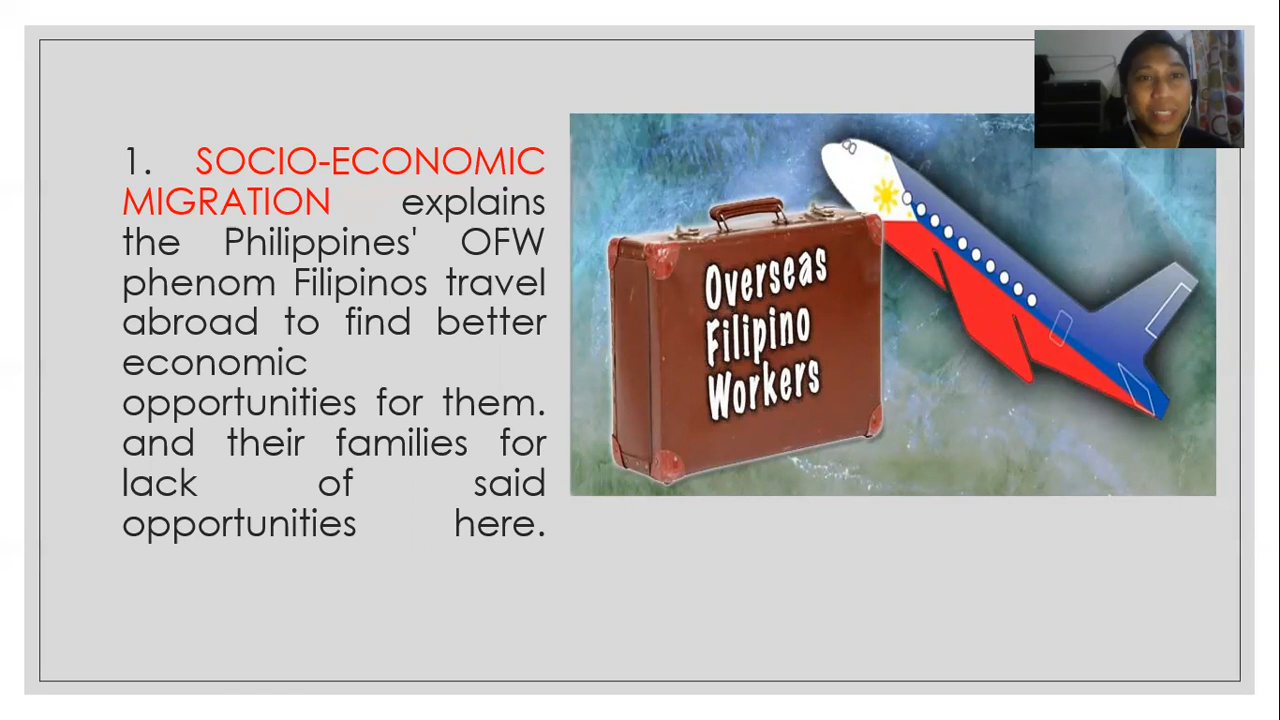 1. SOCIO-ECONOMIC
MIGRATION explains
the Philippines' OFW
phenom Filipinos travel
abroad to find better
economic
opportunities for them.
and their families for
lack of said
opportunities here.
Overseas
Filipino
Workers